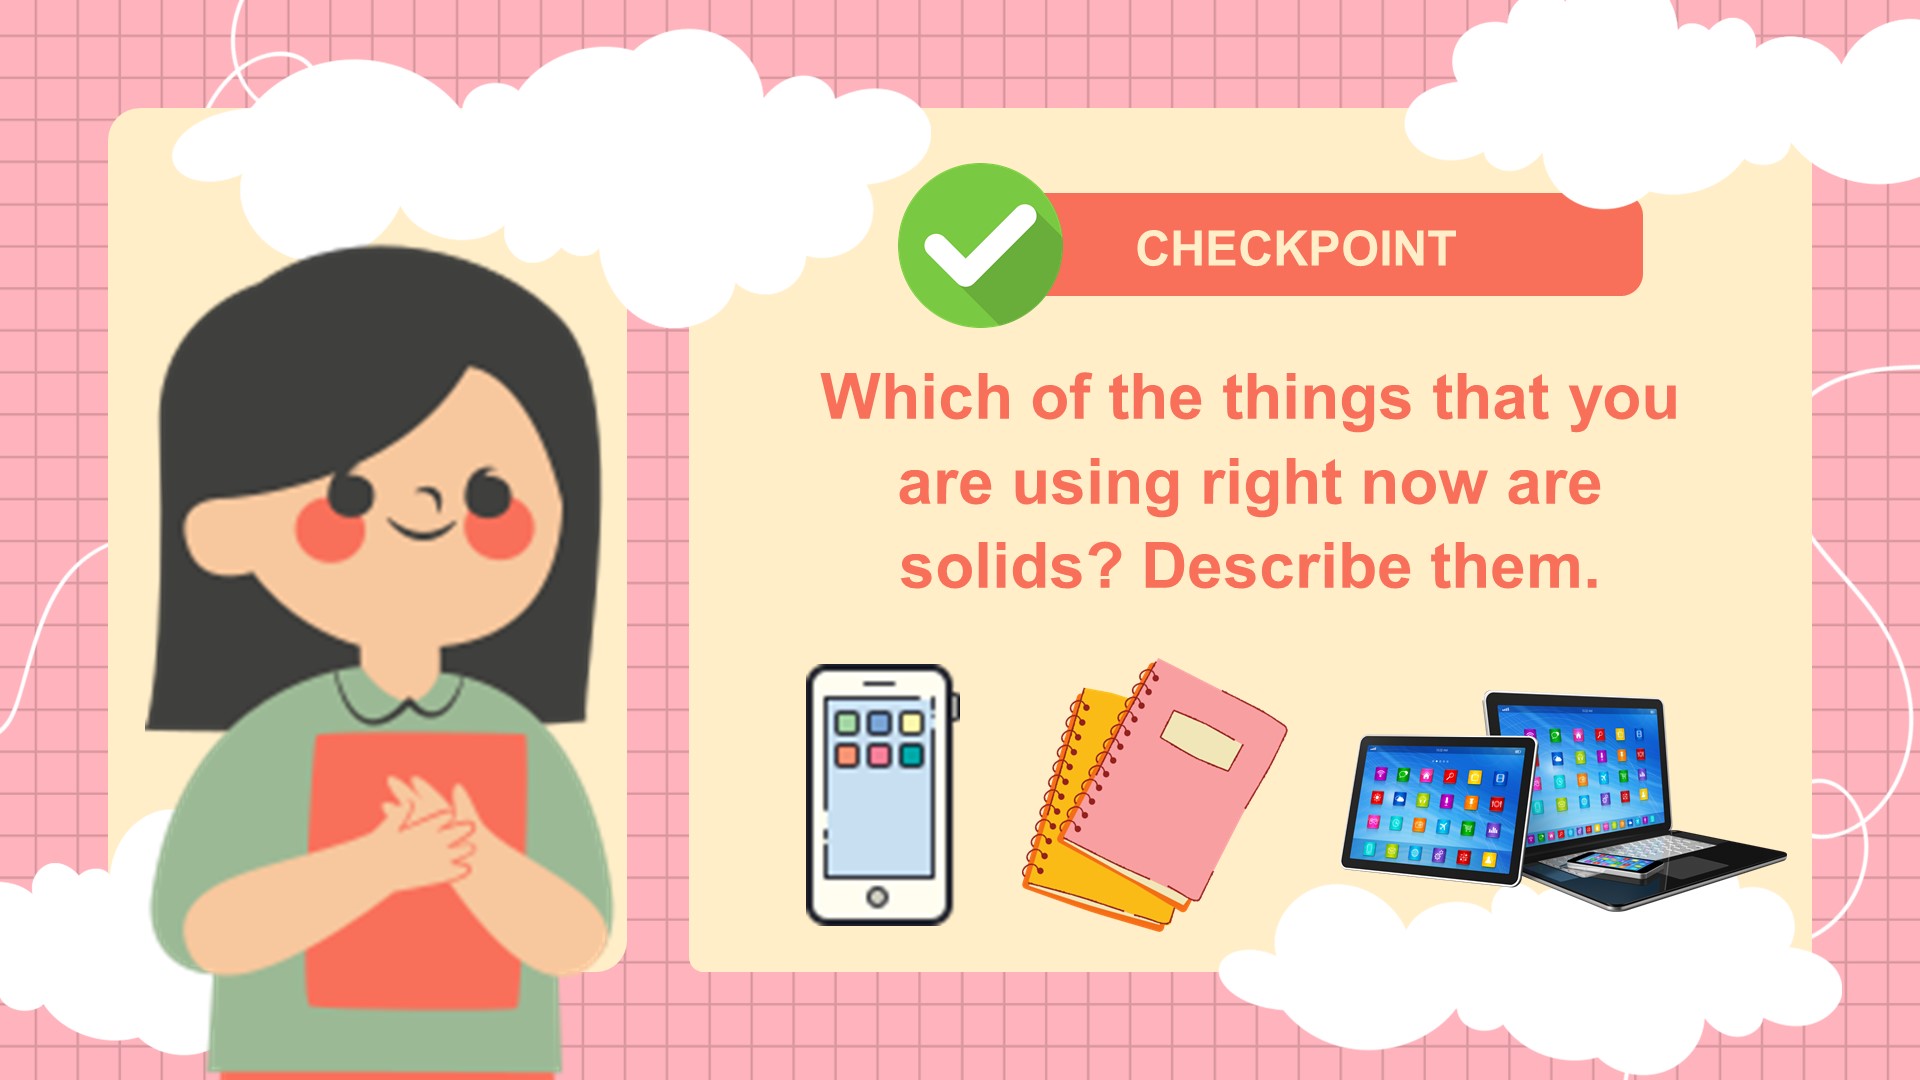 CHECKPOINT
Which of the things that you
are using right now are
solids? Describe them.